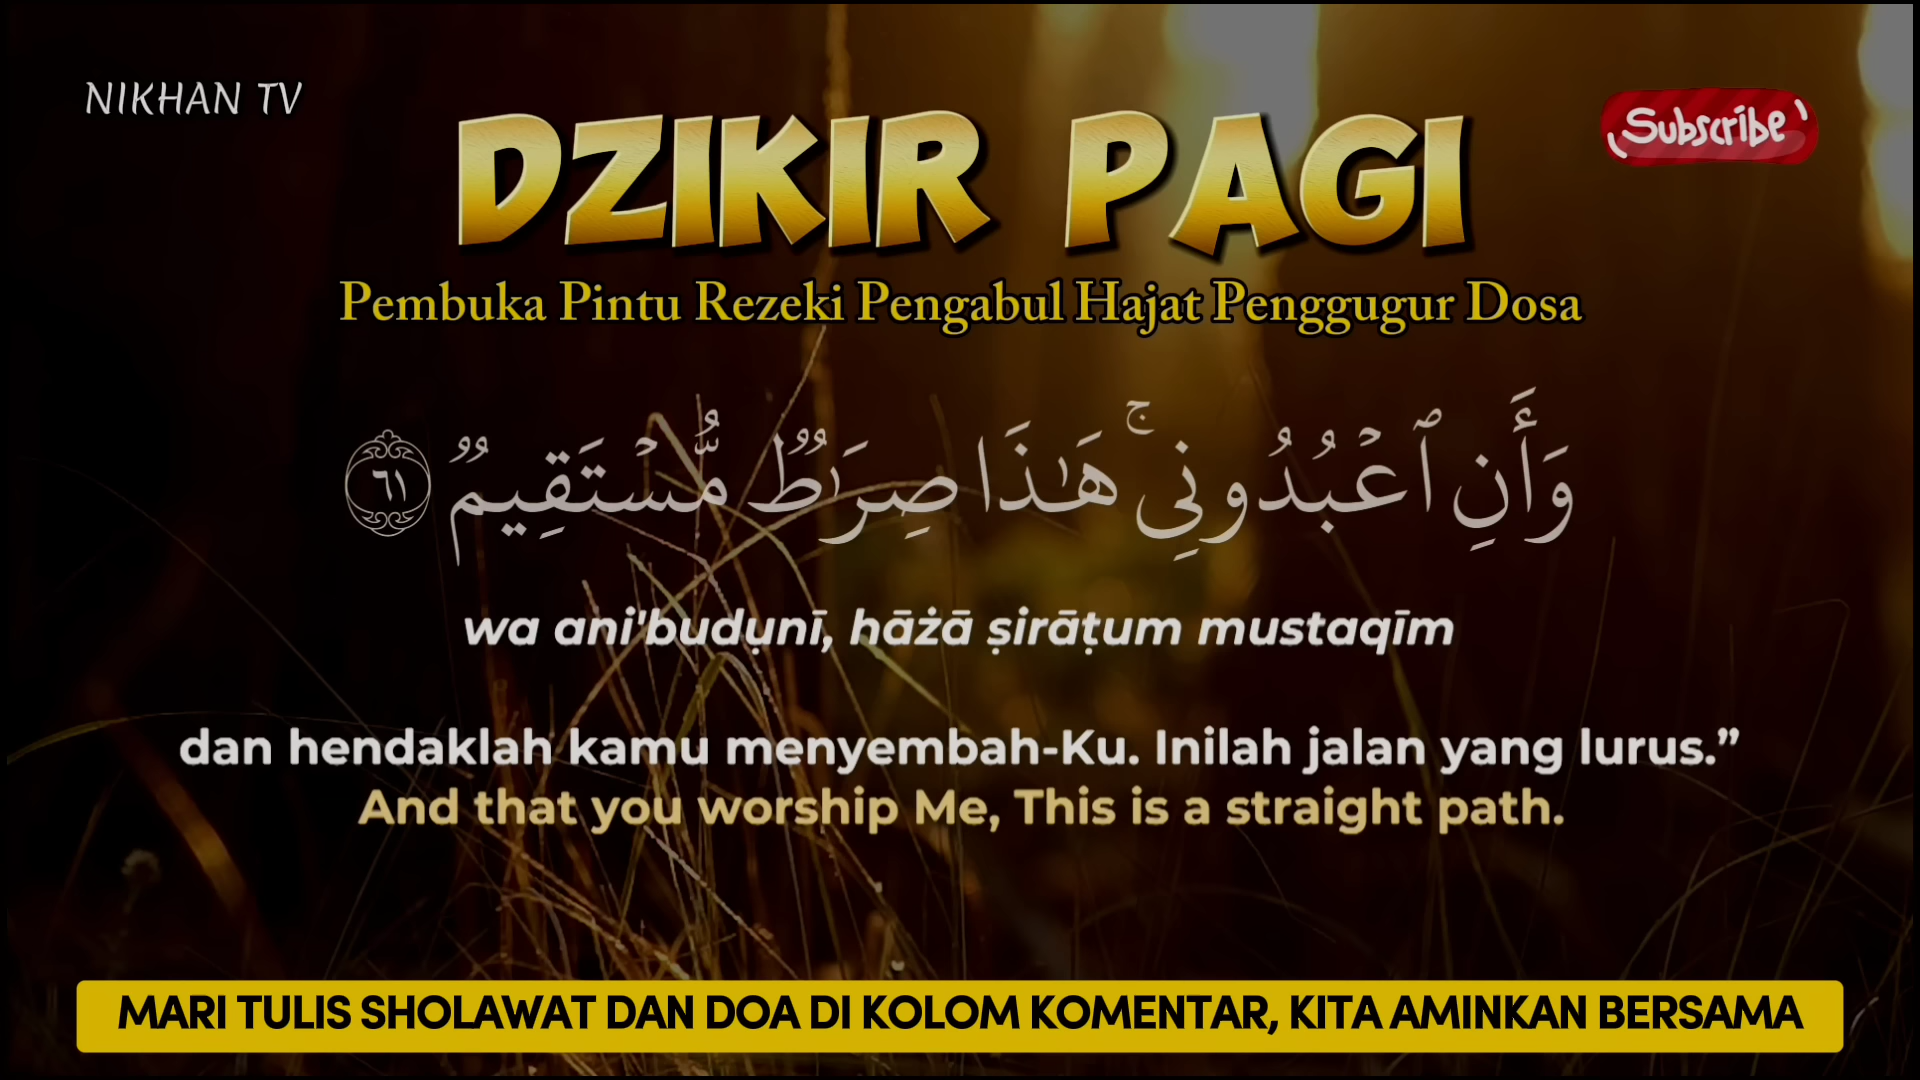 NIKHAN TV
Subscribe
DZIKIR PAGI
Pembuka Pintu Rezeki Pengabul Hajat Penggugur Dosa
وَأَنِ ٱعۡبُدُونِيۚ هَٰذَا صِرَٰطٞ مُّسۡتَقِيمٞ ٦١
wa ani'budụnī, hāżā ṣirāṭum mustaqīm
dan hendaklah kamu menyembah-Ku. Inilah jalan yang lurus.”
And that you worship Me, This is a straight path.
MARI TULIS SHOLAWAT DAN DOA DI KOLOM KOMENTAR, KITA AMINKAN BERSAMA